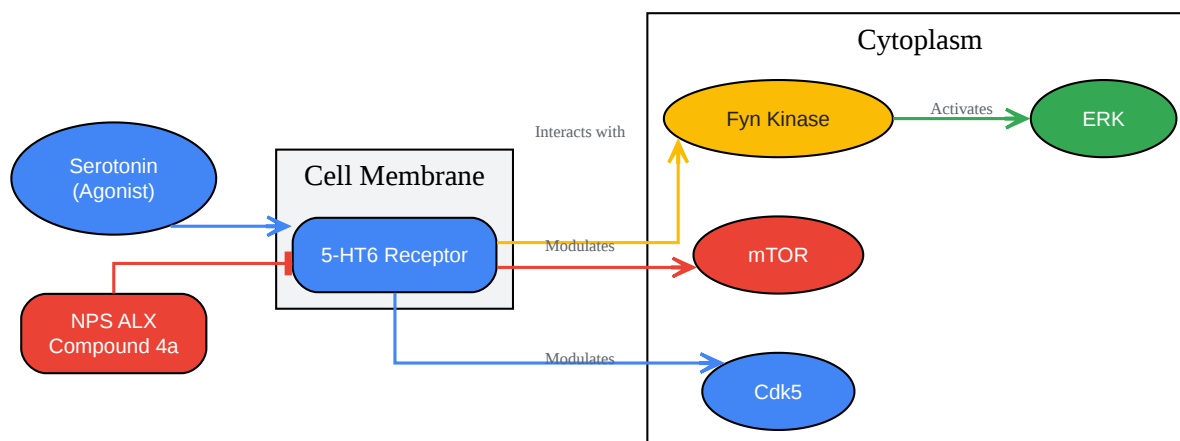 Cytoplasm
Fyn Kinase
Activates
ERK
Interacts with
Serotonin
(Agonist)
Cell Membrane
5-HT6 Receptor
Modulates
mTOR
NPS ALX
Compound 4a
Modulates
Cdk5